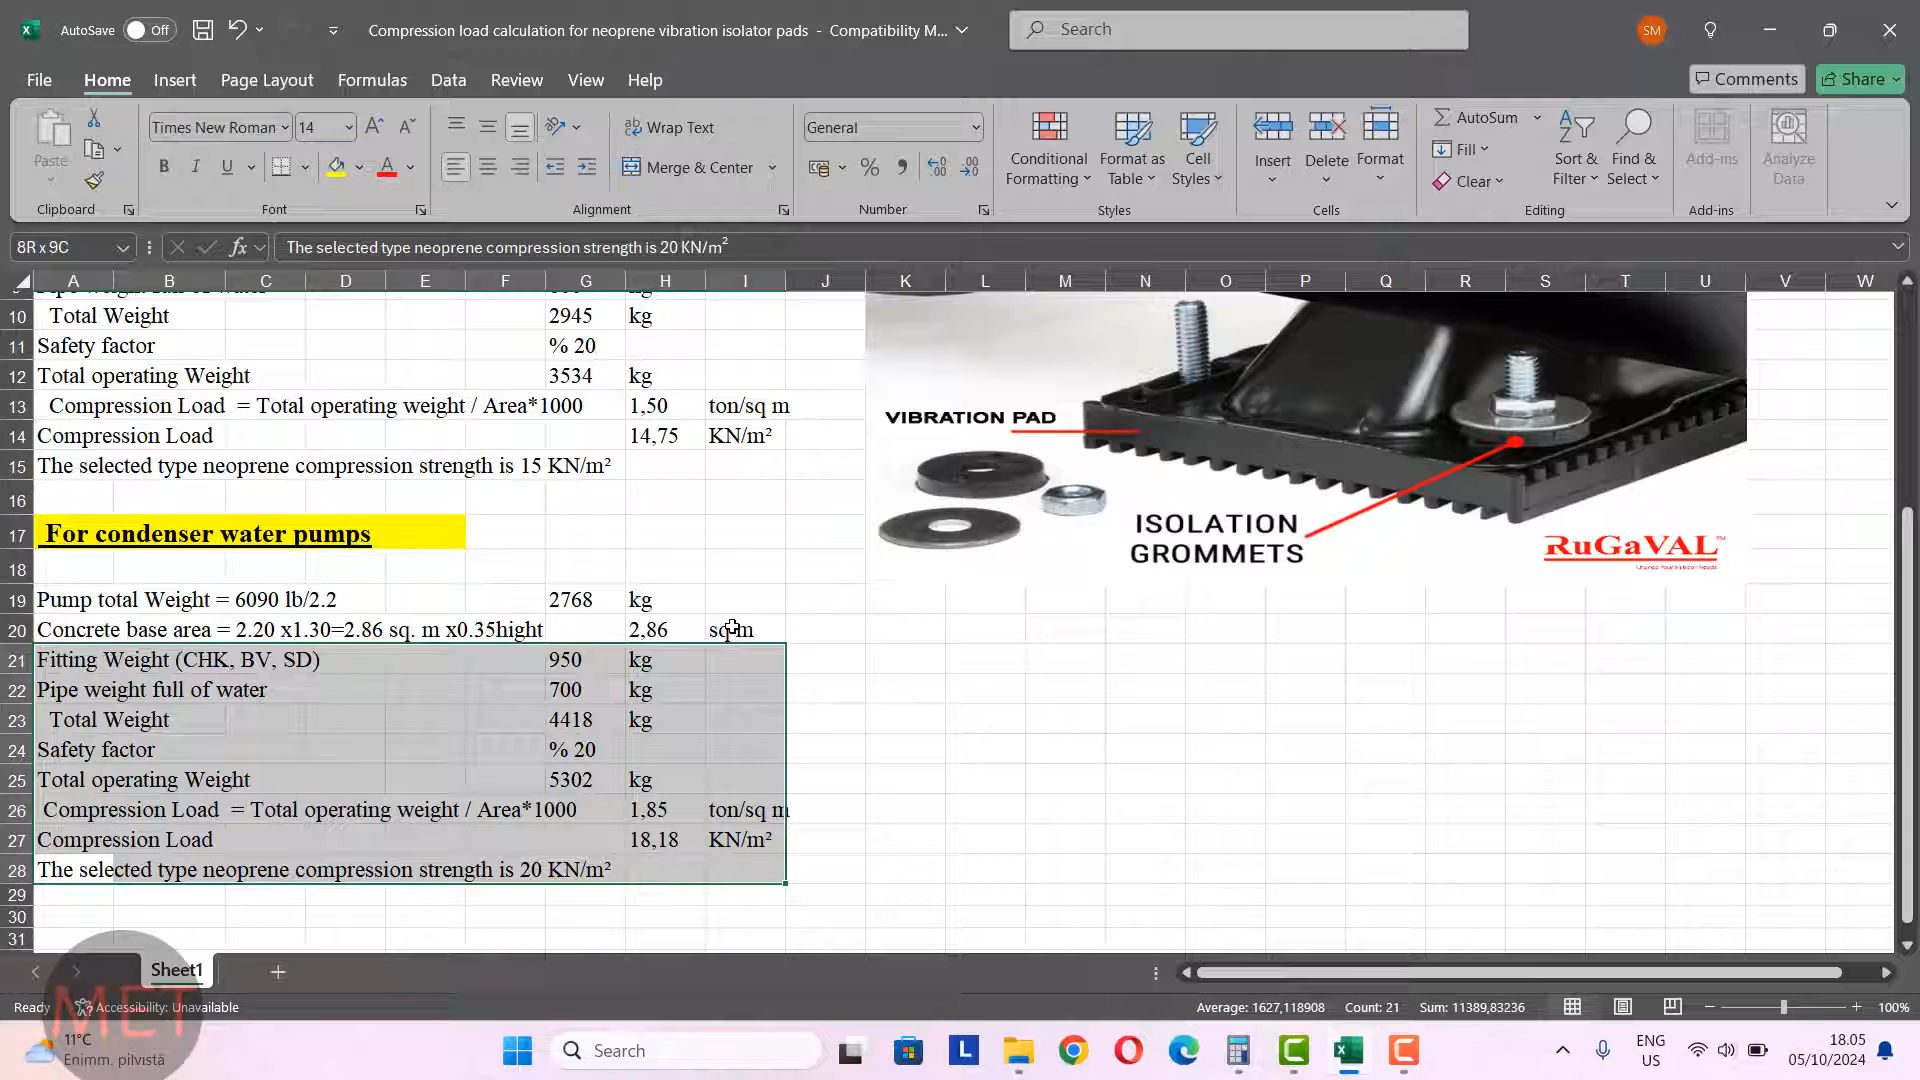 AutoSave Off Compression load calculation for neoprene vibration isolator pads - Compatibility M... Search SM
File Home Insert Page Layout Formulas Data Review View Help Comments Share
Paste Times New Roman 14 Wrap Text General Conditional Formatting Format as Table Cell Styles Insert Delete Format AutoSum Fill Clear Sort & Filter Find & Select Add-ins Analyze Data
B I U A Merge & Center %
Clipboard Font Alignment Number Styles Cells Editing Add-ins
8R x 9C fx The selected type neoprene compression strength is 20 KN/m²
A B C D E F G H I J K L M N O P Q R S T U V W
10 Total Weight 2945 kg
11 Safety factor % 20
12 Total operating Weight 3534 kg
13 Compression Load = Total operating weight / Area*1000 1,50 ton/sq m
14 Compression Load 14,75 KN/m²
15 The selected type neoprene compression strength is 15 KN/m²
16
17 For condenser water pumps
18
19 Pump total Weight = 6090 lb/2.2 2768 kg
20 Concrete base area = 2.20 x1.30=2.86 sq. m x0.35hight 2,86 sq m
21 Fitting Weight (CHK, BV, SD) 950 kg
22 Pipe weight full of water 700 kg
23 Total Weight 4418 kg
24 Safety factor % 20
25 Total operating Weight 5302 kg
26 Compression Load = Total operating weight / Area*1000 1,85 ton/sq m
27 Compression Load 18,18 KN/m²
28 The selected type neoprene compression strength is 20 KN/m²
29
30
31
VIBRATION PAD
ISOLATION
GROMMETS
RuGaVAL
Sheet1
MET
Ready Accessibility: Unavailable Average: 1627,118908 Count: 21 Sum: 11389,83236 100%
11°C
Enimm. pilvistä
Search
L
ENG
US
18.05
05/10/2024